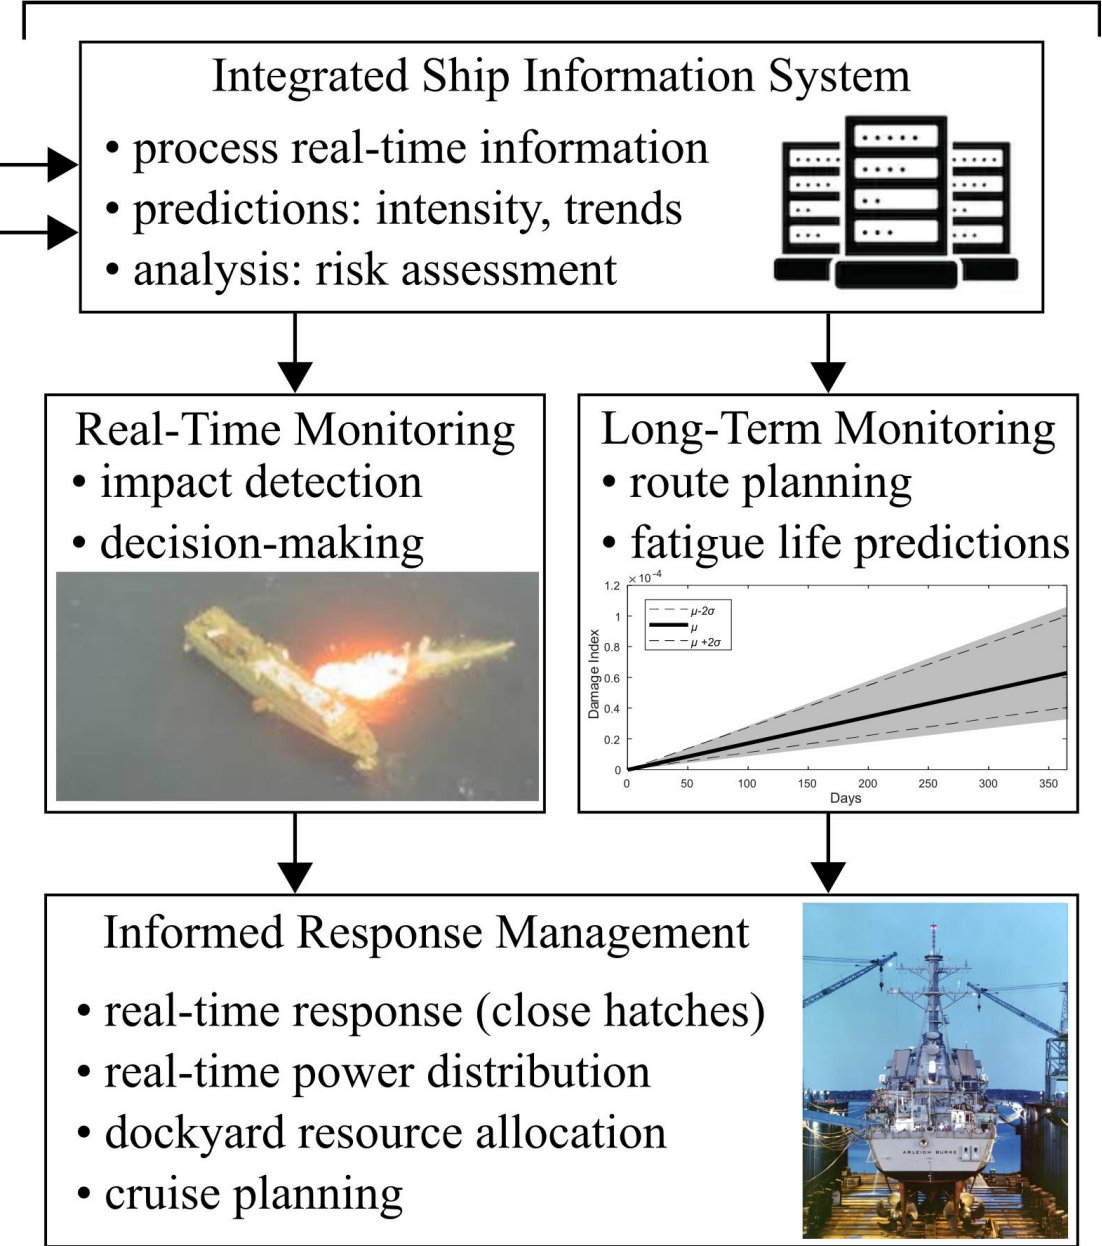 Integrated Ship Information System
• process real-time information
• predictions: intensity, trends
• analysis: risk assessment
Real-Time Monitoring
• impact detection
• decision-making
Long-Term Monitoring
• route planning
• fatigue life predictions
×10⁻⁴
1.2
1
0.8
0.6
0.4
0.2
0
Damage Index
μ-2σ
μ
μ +2σ
0 50 100 150 200 250 300 350
Days
Informed Response Management
• real-time response (close hatches)
• real-time power distribution
• dockyard resource allocation
• cruise planning
ARLEIGH BURKE